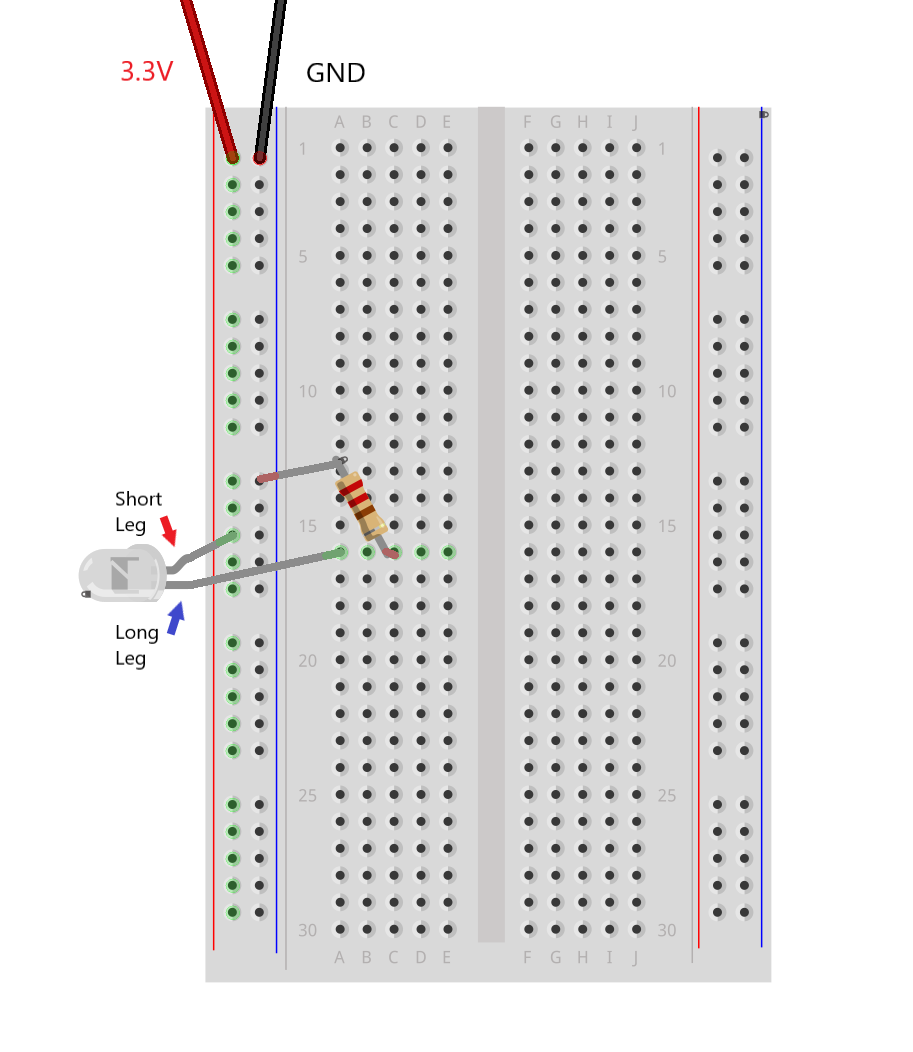 3.3V
GND
A B C D E F G H I J
1 1
5 5
10 10
Short
Leg
15 15
Long
Leg
20 20
25 25
30 30
A B C D E F G H I J